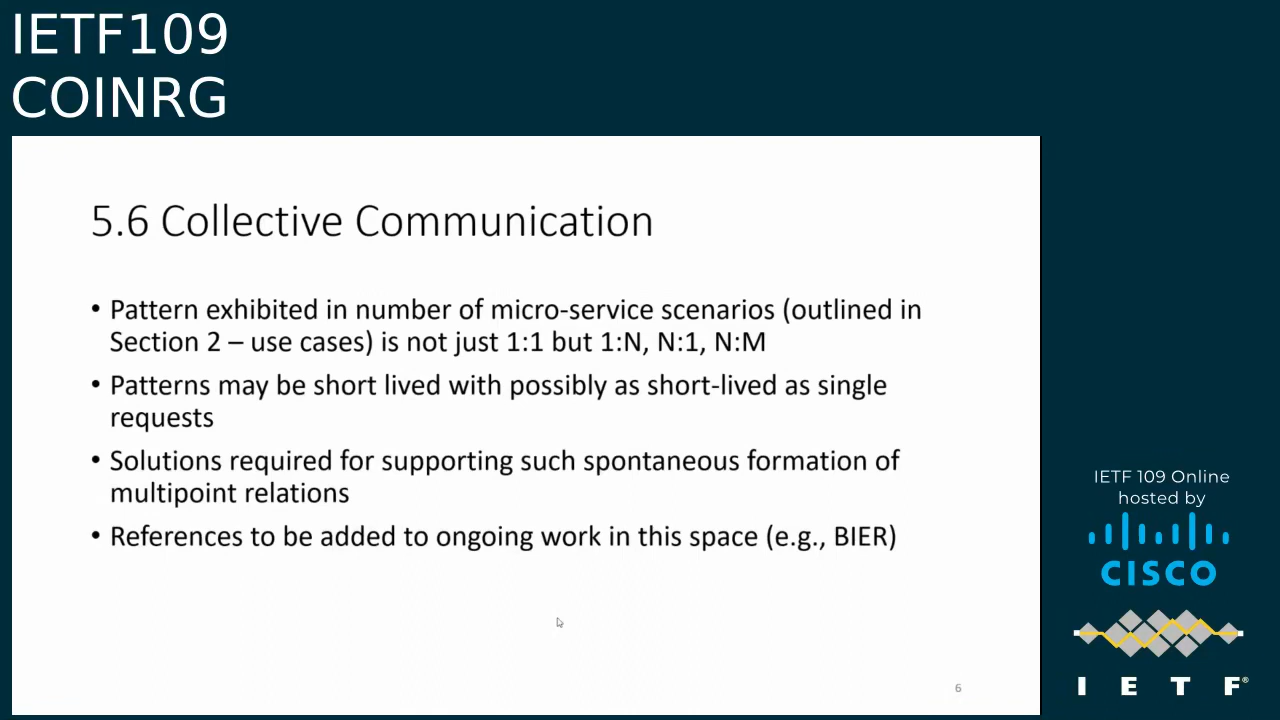 IETF109
COINRG
5.6 Collective Communication
• Pattern exhibited in number of micro-service scenarios (outlined in
Section 2 – use cases) is not just 1:1 but 1:N, N:1, N:M
• Patterns may be short lived with possibly as short-lived as single
requests
• Solutions required for supporting such spontaneous formation of
multipoint relations
• References to be added to ongoing work in this space (e.g., BIER)
6
IETF 109 Online
hosted by
CISCO
I E T F®